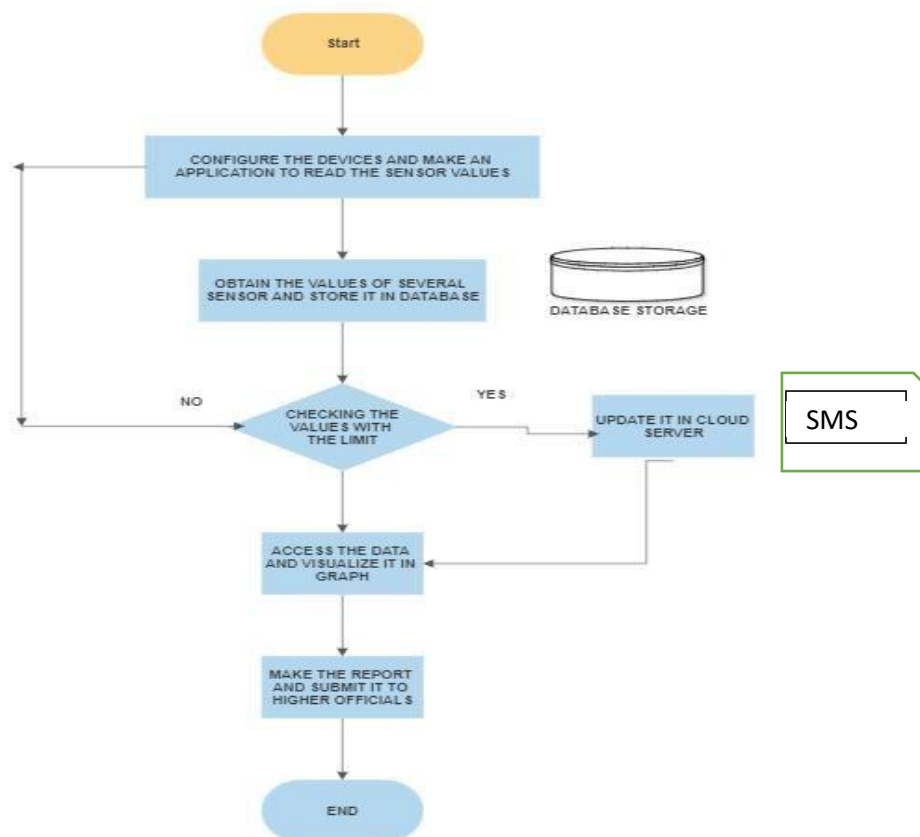 Start
CONFIGURE THE DEVICES AND MAKE AN
APPLICATION TO READ THE SENSOR VALUES
OBTAIN THE VALUES OF SEVERAL
SENSOR AND STORE IT IN DATABASE
DATABASE STORAGE
NO
CHECKING THE
VALUES WITH
THE LIMIT
YES
UPDATE IT IN CLOUD
SERVER
SMS
ACCESS THE DATA
AND VISUALIZE IT IN
GRAPH
MAKE THE REPORT
AND SUBMIT IT TO
HIGHER OFFICIALS
END